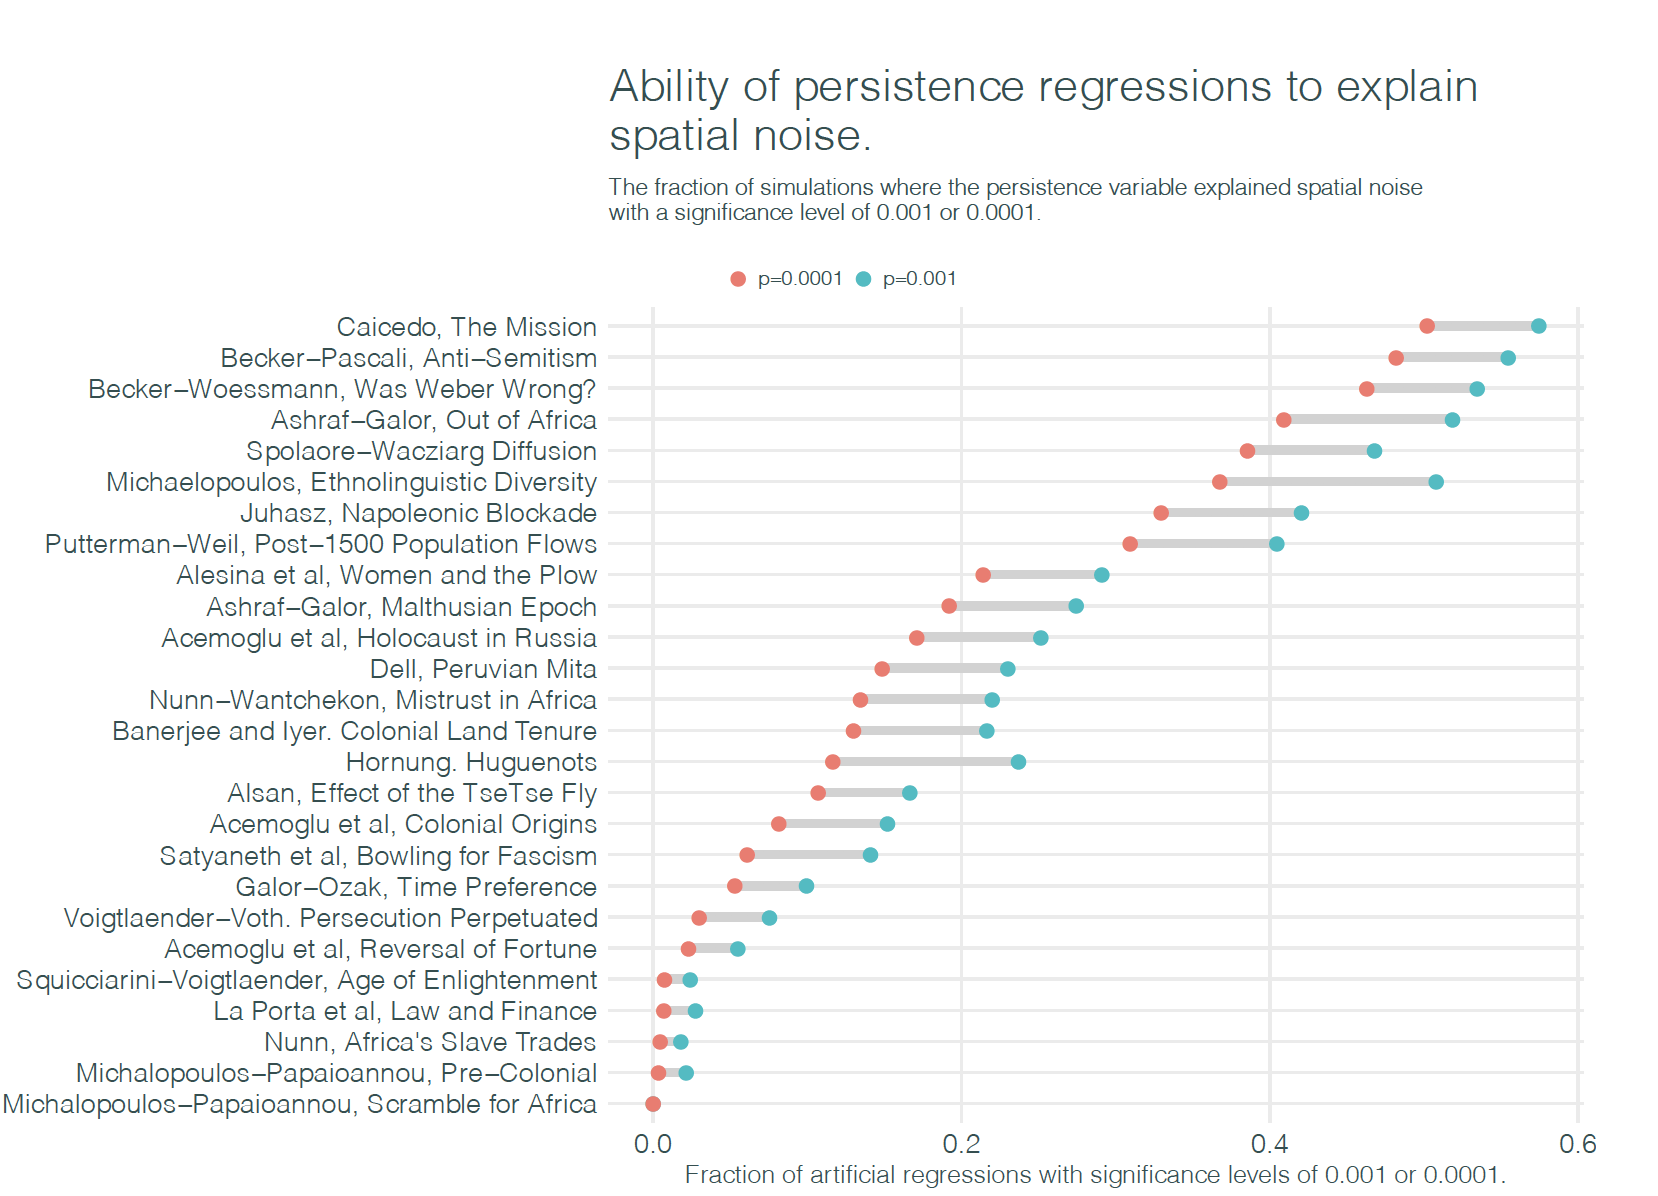 Ability of persistence regressions to explain
spatial noise.
The fraction of simulations where the persistence variable explained spatial noise
with a significance level of 0.001 or 0.0001.
p=0.0001 p=0.001
Caicedo, The Mission
Becker–Pascali, Anti–Semitism
Becker–Woessmann, Was Weber Wrong?
Ashraf–Galor, Out of Africa
Spolaore–Wacziarg Diffusion
Michaelopoulos, Ethnolinguistic Diversity
Juhasz, Napoleonic Blockade
Putterman–Weil, Post–1500 Population Flows
Alesina et al, Women and the Plow
Ashraf–Galor, Malthusian Epoch
Acemoglu et al, Holocaust in Russia
Dell, Peruvian Mita
Nunn–Wantchekon, Mistrust in Africa
Banerjee and Iyer. Colonial Land Tenure
Hornung. Huguenots
Alsan, Effect of the TseTse Fly
Acemoglu et al, Colonial Origins
Satyaneth et al, Bowling for Fascism
Galor–Ozak, Time Preference
Voigtlaender–Voth. Persecution Perpetuated
Acemoglu et al, Reversal of Fortune
Squicciarini–Voigtlaender, Age of Enlightenment
La Porta et al, Law and Finance
Nunn, Africa's Slave Trades
Michalopoulos–Papaioannou, Pre–Colonial
Michalopoulos–Papaioannou, Scramble for Africa
0.0 0.2 0.4 0.6
Fraction of artificial regressions with significance levels of 0.001 or 0.0001.